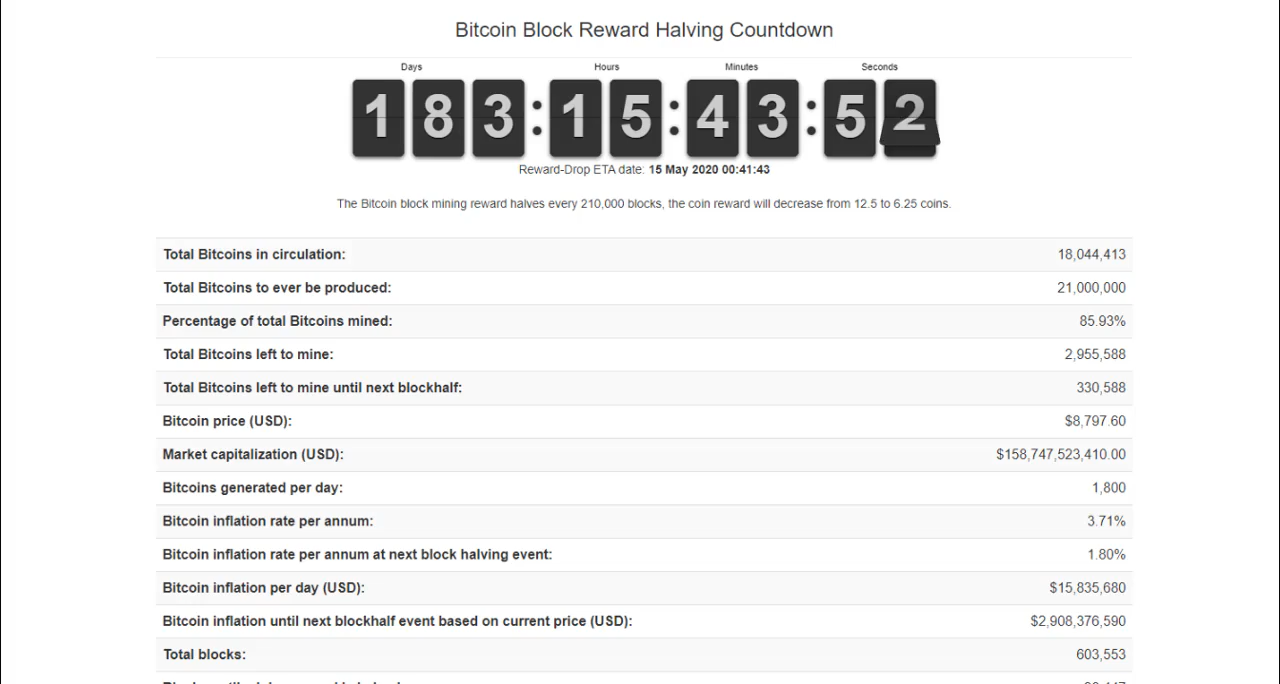 Bitcoin Block Reward Halving Countdown
Days Hours Minutes Seconds
183:15:43:52
Reward-Drop ETA date: 15 May 2020 00:41:43
The Bitcoin block mining reward halves every 210,000 blocks, the coin reward will decrease from 12.5 to 6.25 coins.
Total Bitcoins in circulation: 18,044,413
Total Bitcoins to ever be produced: 21,000,000
Percentage of total Bitcoins mined: 85.93%
Total Bitcoins left to mine: 2,955,588
Total Bitcoins left to mine until next blockhalf: 330,588
Bitcoin price (USD): $8,797.60
Market capitalization (USD): $158,747,523,410.00
Bitcoins generated per day: 1,800
Bitcoin inflation rate per annum: 3.71%
Bitcoin inflation rate per annum at next block halving event: 1.80%
Bitcoin inflation per day (USD): $15,835,680
Bitcoin inflation until next blockhalf event based on current price (USD): $2,908,376,590
Total blocks: 603,553